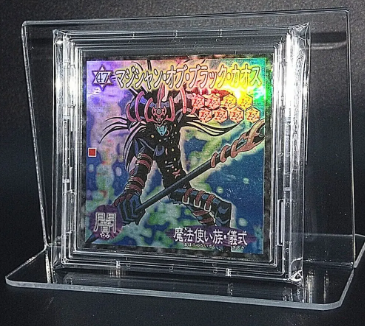 47 マジシャン・オブ・ブラック・カオス
闇
魔法使い族・儀式